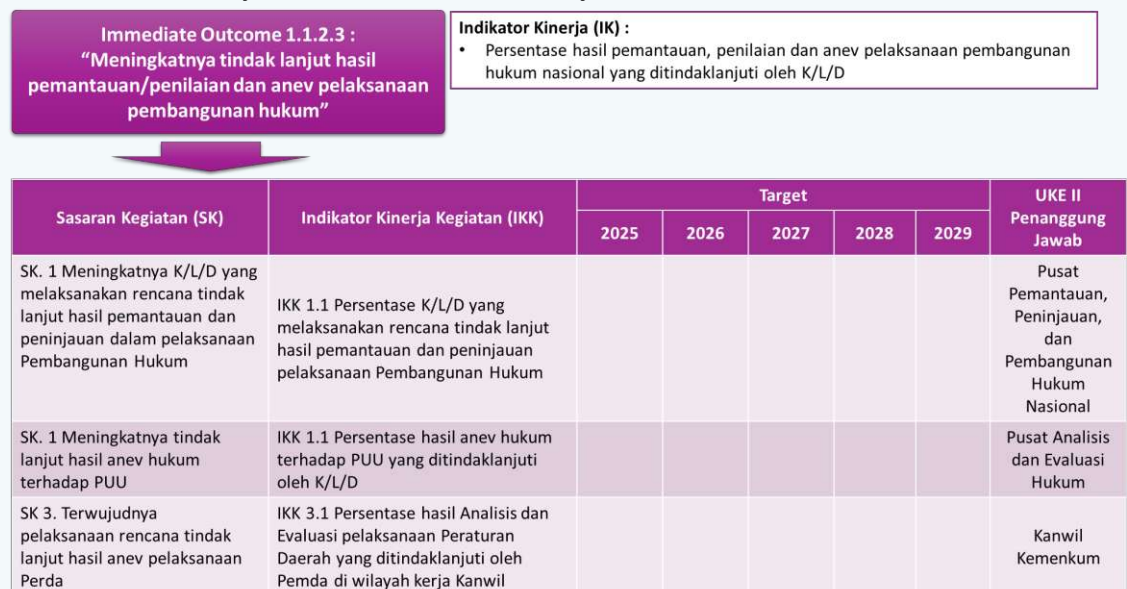 Immediate Outcome 1.1.2.3 :
“Meningkatnya tindak lanjut hasil
pemantauan/penilaian dan anev pelaksanaan
pembangunan hukum”
Indikator Kinerja (IK) :
• Persentase hasil pemantauan, penilaian dan anev pelaksanaan pembangunan
hukum nasional yang ditindaklanjuti oleh K/L/D
Sasaran Kegiatan (SK)
Indikator Kinerja Kegiatan (IKK)
Target
2025 2026 2027 2028 2029
UKE II
Penanggung
Jawab
SK. 1 Meningkatnya K/L/D yang
melaksanakan rencana tindak
lanjut hasil pemantauan dan
peninjauan dalam pelaksanaan
Pembangunan Hukum
IKK 1.1 Persentase K/L/D yang
melaksanakan rencana tindak lanjut
hasil pemantauan dan peninjauan
pelaksanaan Pembangunan Hukum
Pusat
Pemantauan,
Peninjauan,
dan
Pembangunan
Hukum
Nasional
SK. 1 Meningkatnya tindak
lanjut hasil anev hukum
terhadap PUU
IKK 1.1 Persentase hasil anev hukum
terhadap PUU yang ditindaklanjuti
oleh K/L/D
Pusat Analisis
dan Evaluasi
Hukum
SK 3. Terwujudnya
pelaksanaan rencana tindak
lanjut hasil anev pelaksanaan
Perda
IKK 3.1 Persentase hasil Analisis dan
Evaluasi pelaksanaan Peraturan
Daerah yang ditindaklanjuti oleh
Pemda di wilayah kerja Kanwil
Kanwil
Kemenkum